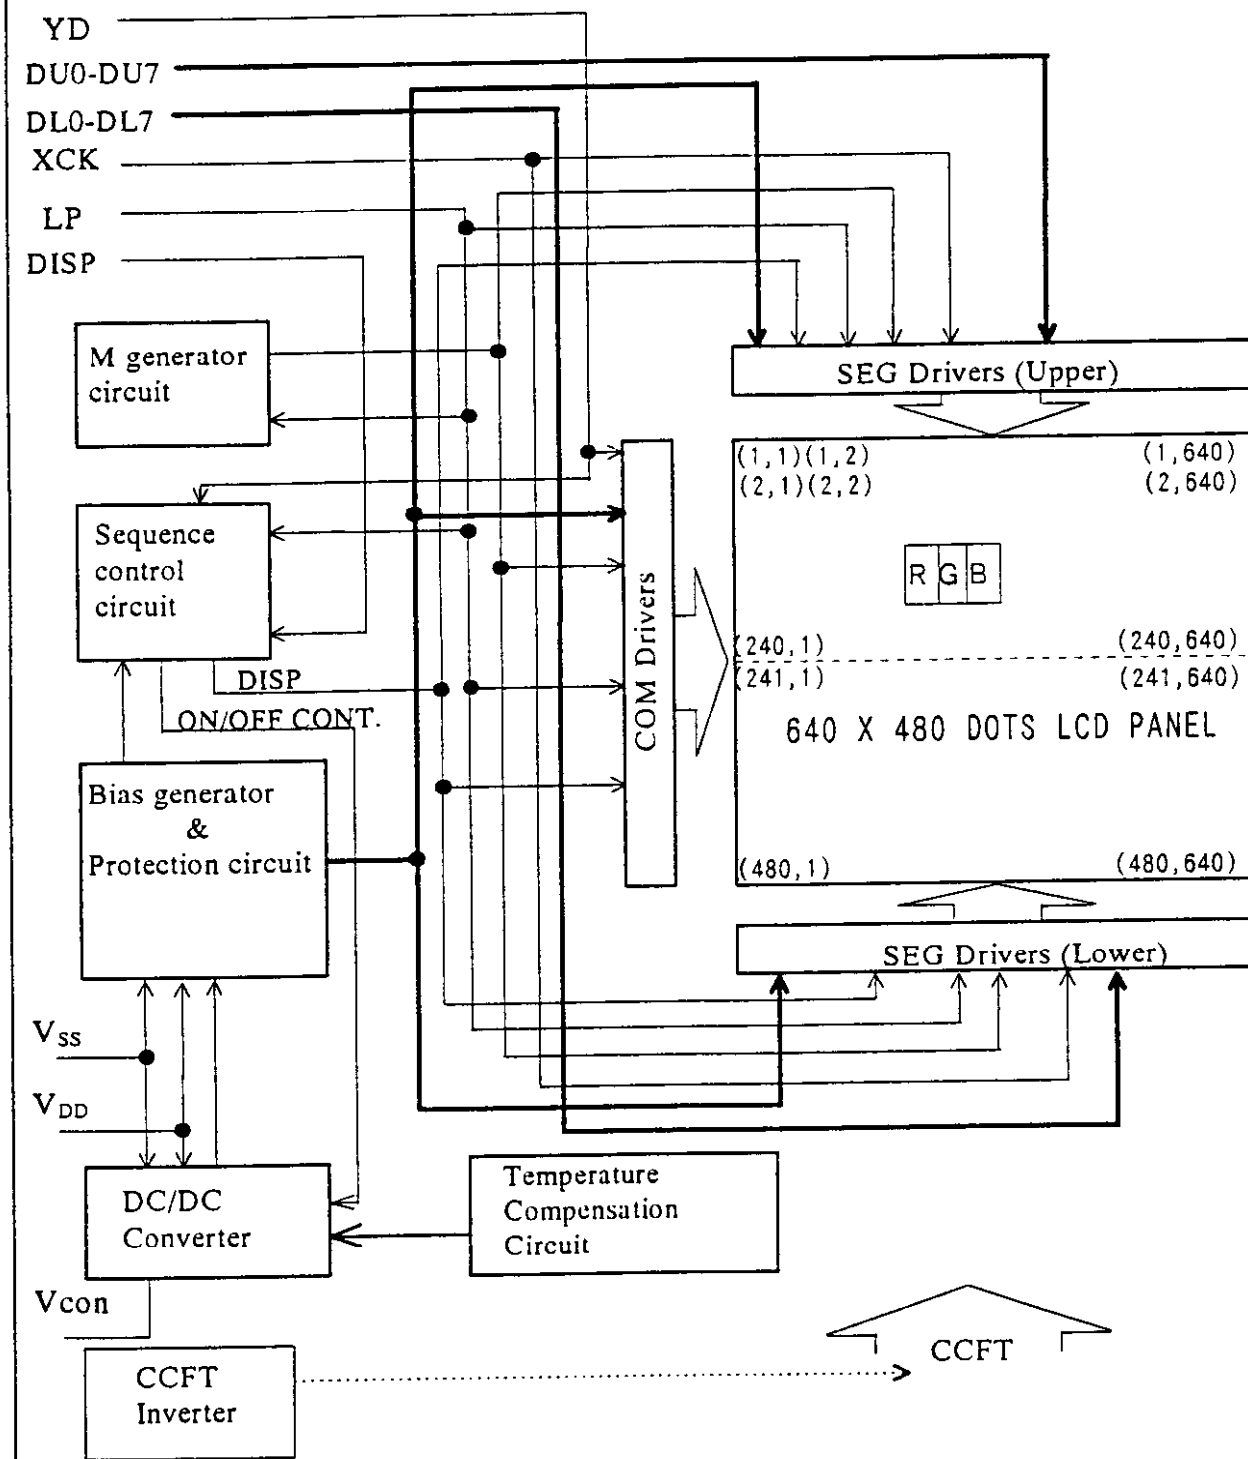 YD
DU0-DU7
DL0-DL7
XCK
LP
DISP
M generator
circuit
SEG Drivers (Upper)
(1,1)(1,2)
(1,640)
(2,1)(2,2)
(2,640)
Sequence
control
circuit
R G B
COM Drivers
(240,1)
(240,640)
(241,1)
(241,640)
DISP
ON/OFF CONT.
640 X 480 DOTS LCD PANEL
Bias generator
&
Protection circuit
(480,1)
(480,640)
SEG Drivers (Lower)
VSS
VDD
DC/DC
Converter
Temperature
Compensation
Circuit
Vcon
CCFT
CCFT
Inverter